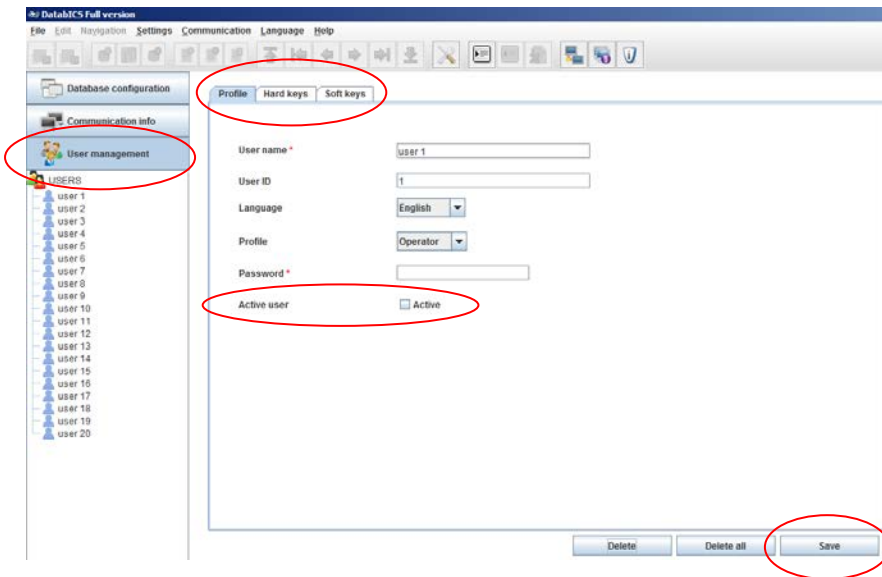 DatabICS Full version
File Edit Navigation Settings Communication Language Help
Database configuration
Communication info
User management
USERS
user 1
user 2
user 3
user 4
user 5
user 6
user 7
user 8
user 9
user 10
user 11
user 12
user 13
user 14
user 15
user 16
user 17
user 18
user 19
user 20
Profile Hard keys Soft keys
User name * user 1
User ID 1
Language English
Profile Operator
Password *
Active user Active
Delete Delete all Save